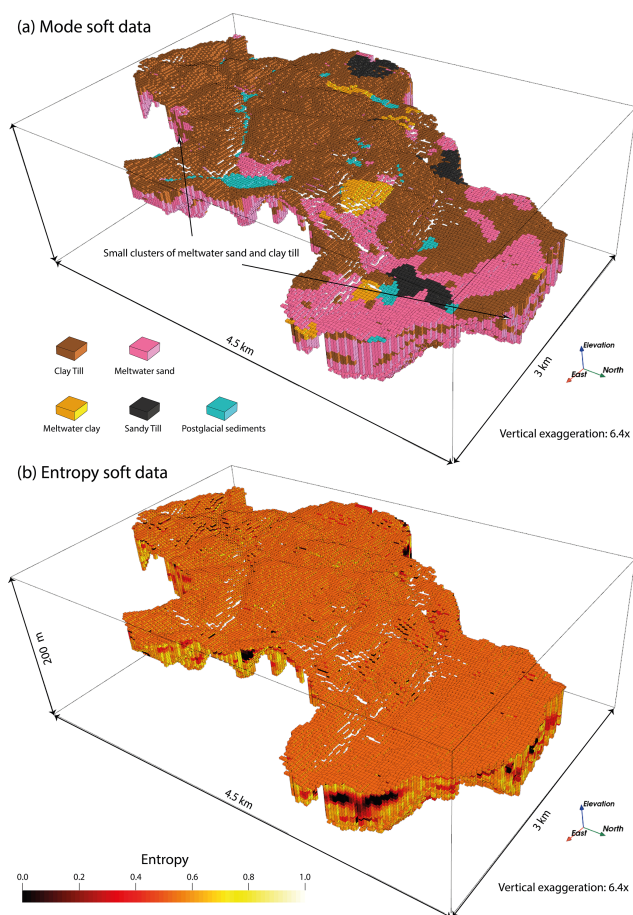 (a) Mode soft data
Small clusters of meltwater sand and clay till
4.5 km
3 km
Clay Till
Meltwater sand
Meltwater clay
Sandy Till
Postglacial sediments
Elevation
East
North
Vertical exaggeration: 6.4x
(b) Entropy soft data
200 m
4.5 km
3 km
Elevation
East
North
Entropy
0.0 0.2 0.4 0.6 0.8 1.0
Vertical exaggeration: 6.4x